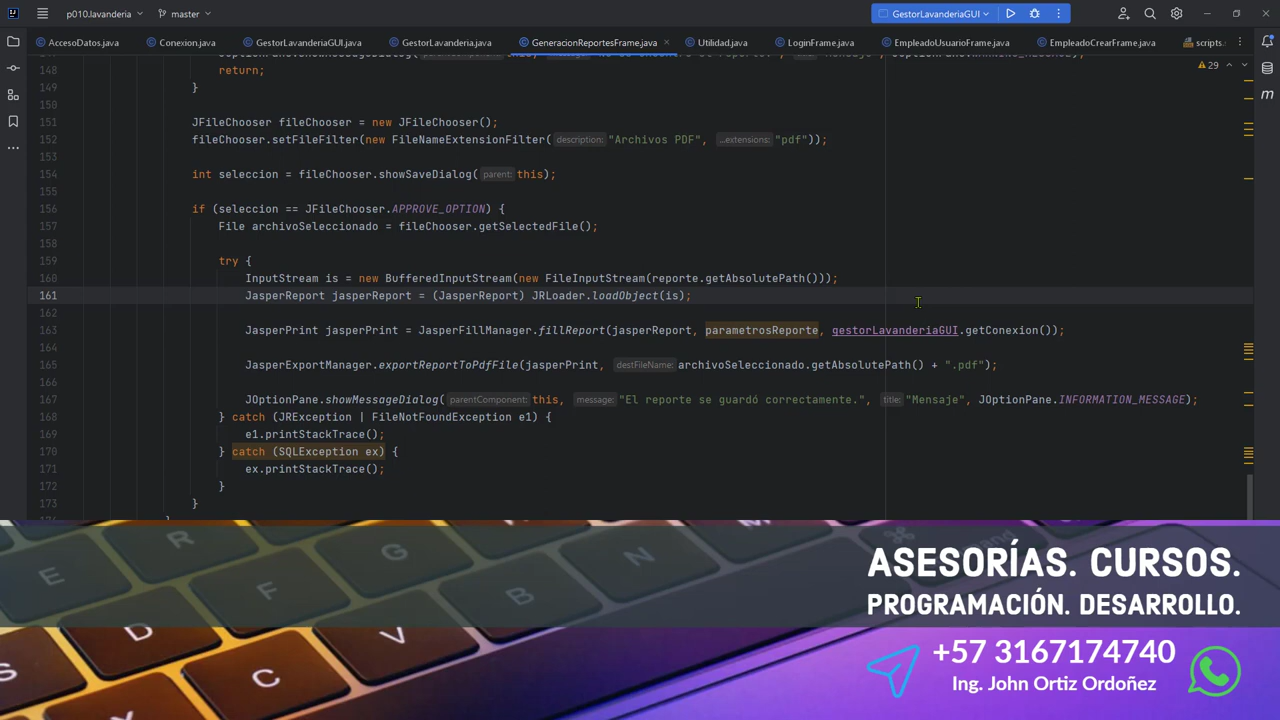 p010.lavanderia
master
GestorLavanderiaGUI
AccesoDatos.java
Conexion.java
GestorLavanderiaGUI.java
GestorLavanderia.java
GeneracionReportesFrame.java
Utilidad.java
LoginFrame.java
EmpleadoUsuarioFrame.java
EmpleadoCrearFrame.java
scripts
29
148 return;
149 }
150
151 JFileChooser fileChooser = new JFileChooser();
152 fileChooser.setFileFilter(new FileNameExtensionFilter( description: "Archivos PDF", ...extensions: "pdf"));
153
154 int seleccion = fileChooser.showSaveDialog( parent: this);
155
156 if (seleccion == JFileChooser.APPROVE_OPTION) {
157 File archivoSeleccionado = fileChooser.getSelectedFile();
158
159 try {
160 InputStream is = new BufferedInputStream(new FileInputStream(reporte.getAbsolutePath()));
161 JasperReport jasperReport = (JasperReport) JRLoader.loadObject(is);
162
163 JasperPrint jasperPrint = JasperFillManager.fillReport(jasperReport, parametrosReporte, gestorLavanderiaGUI.getConexion());
164
165 JasperExportManager.exportReportToPdfFile(jasperPrint, destFileName: archivoSeleccionado.getAbsolutePath() + ".pdf");
166
167 JOptionPane.showMessageDialog( parentComponent: this, message: "El reporte se guardó correctamente.", title: "Mensaje", JOptionPane.INFORMATION_MESSAGE);
168 } catch (JRException | FileNotFoundException e1) {
169 e1.printStackTrace();
170 } catch (SQLException ex) {
171 ex.printStackTrace();
172 }
173 }
ASESORÍAS. CURSOS.
PROGRAMACIÓN. DESARROLLO.
+57 3167174740
Ing. John Ortiz Ordoñez